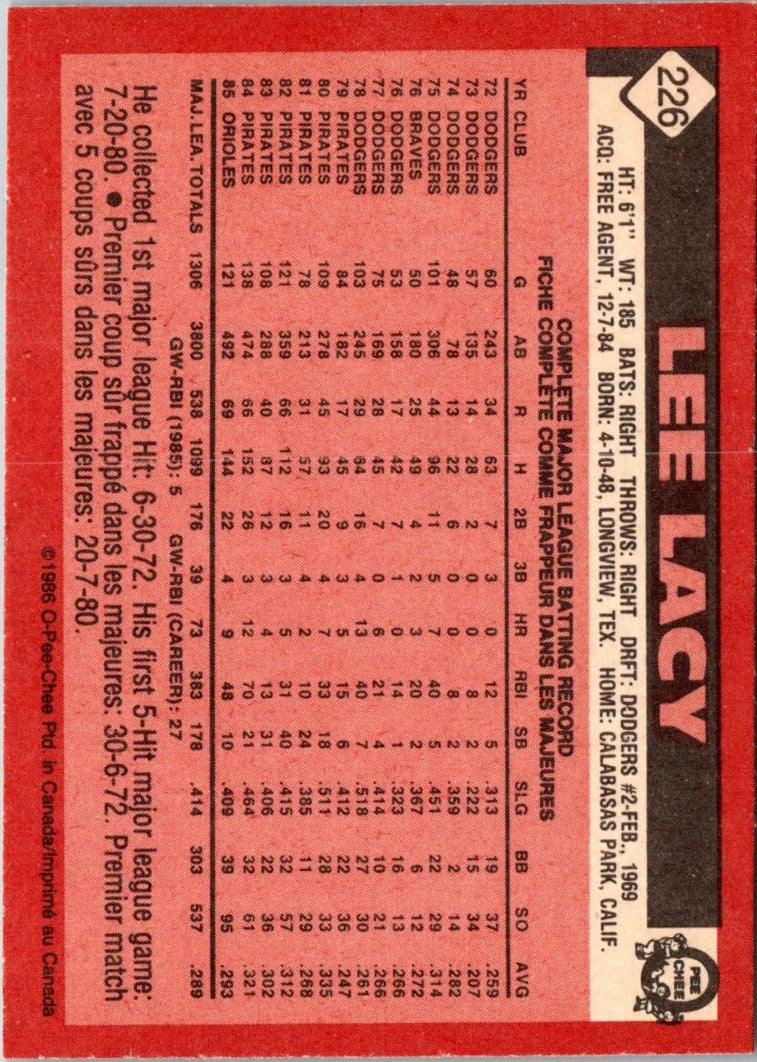 226
LEE LACY
O PEE CHEE
HT: 6'1" WT: 185 BATS: RIGHT THROWS: RIGHT DRFT: DODGERS #2-FEB., 1969
ACQ: FREE AGENT, 12-7-84 BORN: 4-10-48, LONGVIEW, TEX HOME: CALABASAS PARK, CALIF.
COMPLETE MAJOR LEAGUE BATTING RECORD
FICHE COMPLÈTE COMME FRAPPEUR DANS LES MAJEURES
YR CLUB G AB R H 2B 3B HR RBI SB SLG BB SO AVG
72 DODGERS 60 243 34 63 7 3 0 12 5 .313 19 37 .259
73 DODGERS 57 135 14 28 2 0 0 8 2 .222 15 34 .207
74 DODGERS 48 78 13 22 6 0 0 8 2 .359 2 14 .282
75 DODGERS 101 306 44 96 11 5 7 40 5 .451 22 29 .314
76 BRAVES 50 180 25 49 4 2 3 20 2 .367 6 12 .272
76 DODGERS 53 158 17 42 7 1 0 14 1 .323 16 13 .266
77 DODGERS 75 169 28 45 7 0 6 21 4 .414 10 21 .266
78 DODGERS 103 245 29 64 16 4 13 40 7 .518 27 30 .261
79 PIRATES 84 182 17 45 9 3 5 15 6 .412 22 36 .247
80 PIRATES 109 278 45 93 20 4 7 33 18 .511 28 33 .335
81 PIRATES 78 213 31 57 11 4 2 10 24 .385 11 29 .268
82 PIRATES 121 359 66 112 16 3 5 31 40 .415 32 57 .312
83 PIRATES 108 288 40 87 12 3 4 13 31 .406 22 36 .302
84 PIRATES 138 474 66 152 26 3 12 70 21 .464 32 61 .321
85 ORIOLES 121 492 69 144 22 4 9 48 10 .409 39 95 .293
MAJ. LEA. TOTALS 1306 3800 538 1099 176 39 73 383 178 .414 303 537 .289
GW-RBI (1985): 5 GW-RBI (CAREER): 27
He collected 1st major league Hit: 6-30-72. His first 5-Hit major league game:
7-20-80. ● Premier coup sûr frappé dans les majeures: 30-6-72. Premier match
avec 5 coups sûrs dans les majeures: 20-7-80.
©1986 O-Pee-Chee Ptd. in Canada/Imprimé au Canada